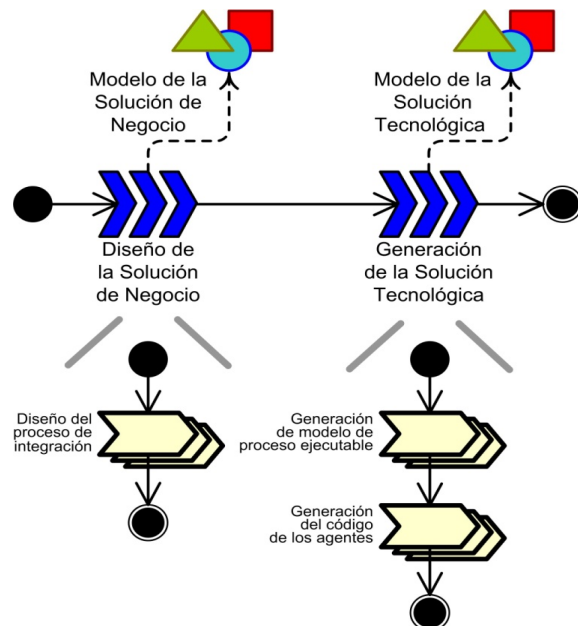 Modelo de la
Solución de
Negocio
Modelo de la
Solución
Tecnológica
Diseño de
la Solución
de Negocio
Generación
de la Solución
Tecnológica
Diseño del
proceso de
integración
Generación
de modelo de
proceso ejecutable
Generación
del código
de los agentes